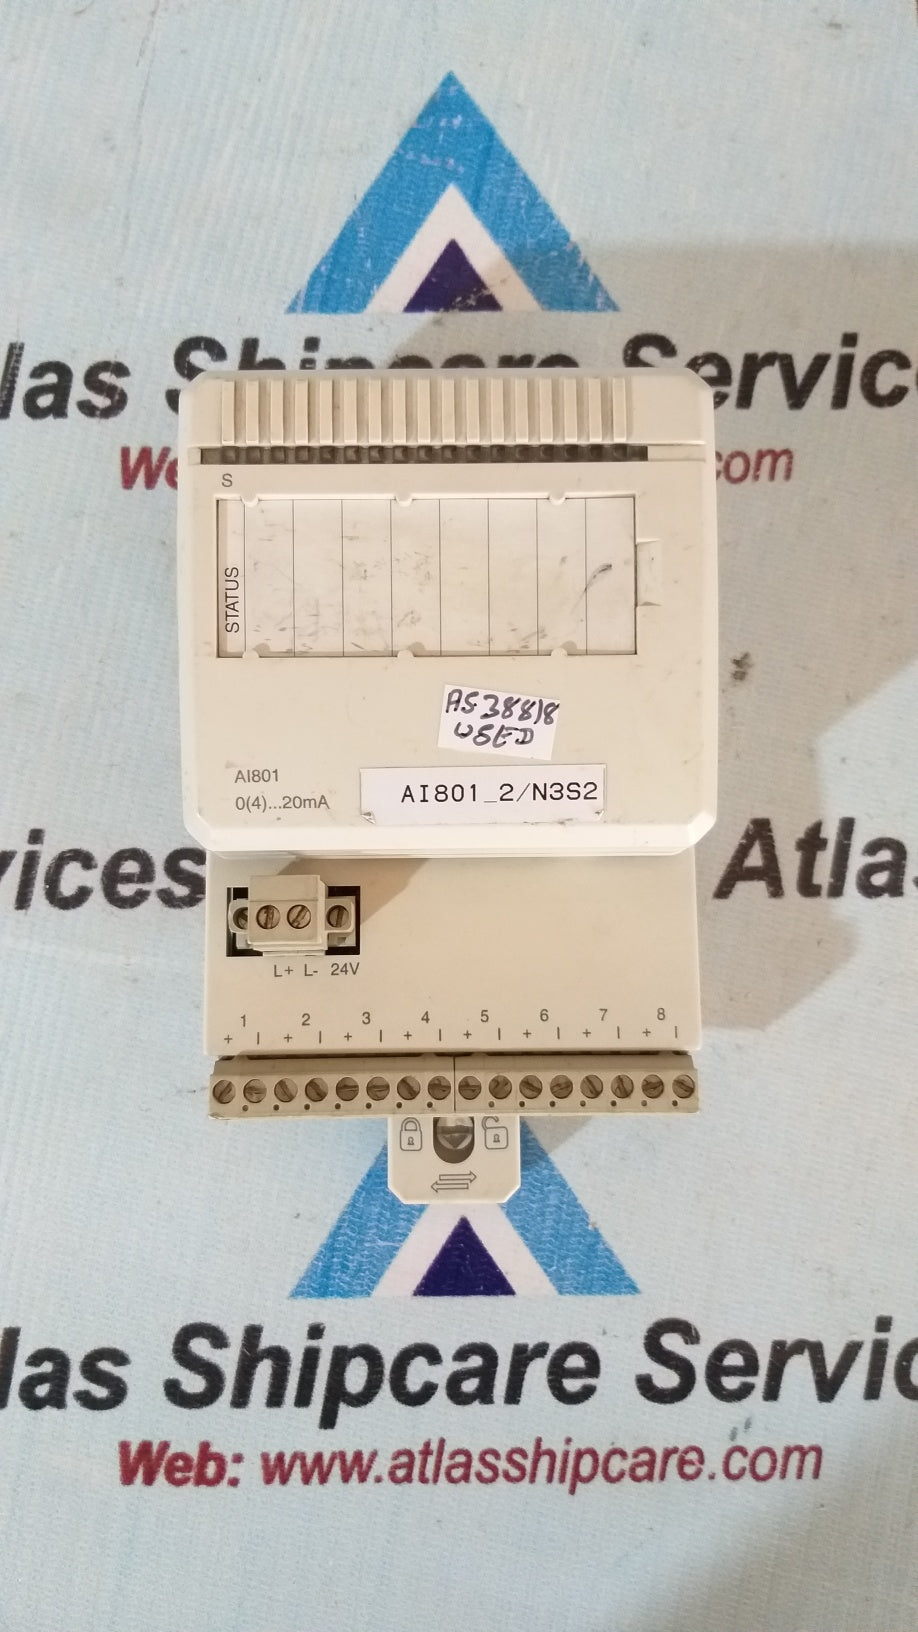 las Shipcare Servic
We
com
S
STATUS
AS38818
USED
AI801
0(4)...20mA
AI801_2/N3S2
vices
Atla
L+ L- 24V
1 2 3 4 5 6 7 8
+ | + | + | + | + | + | + | + |
las Shipcare Servic
Web: www.atlasshipcare.com